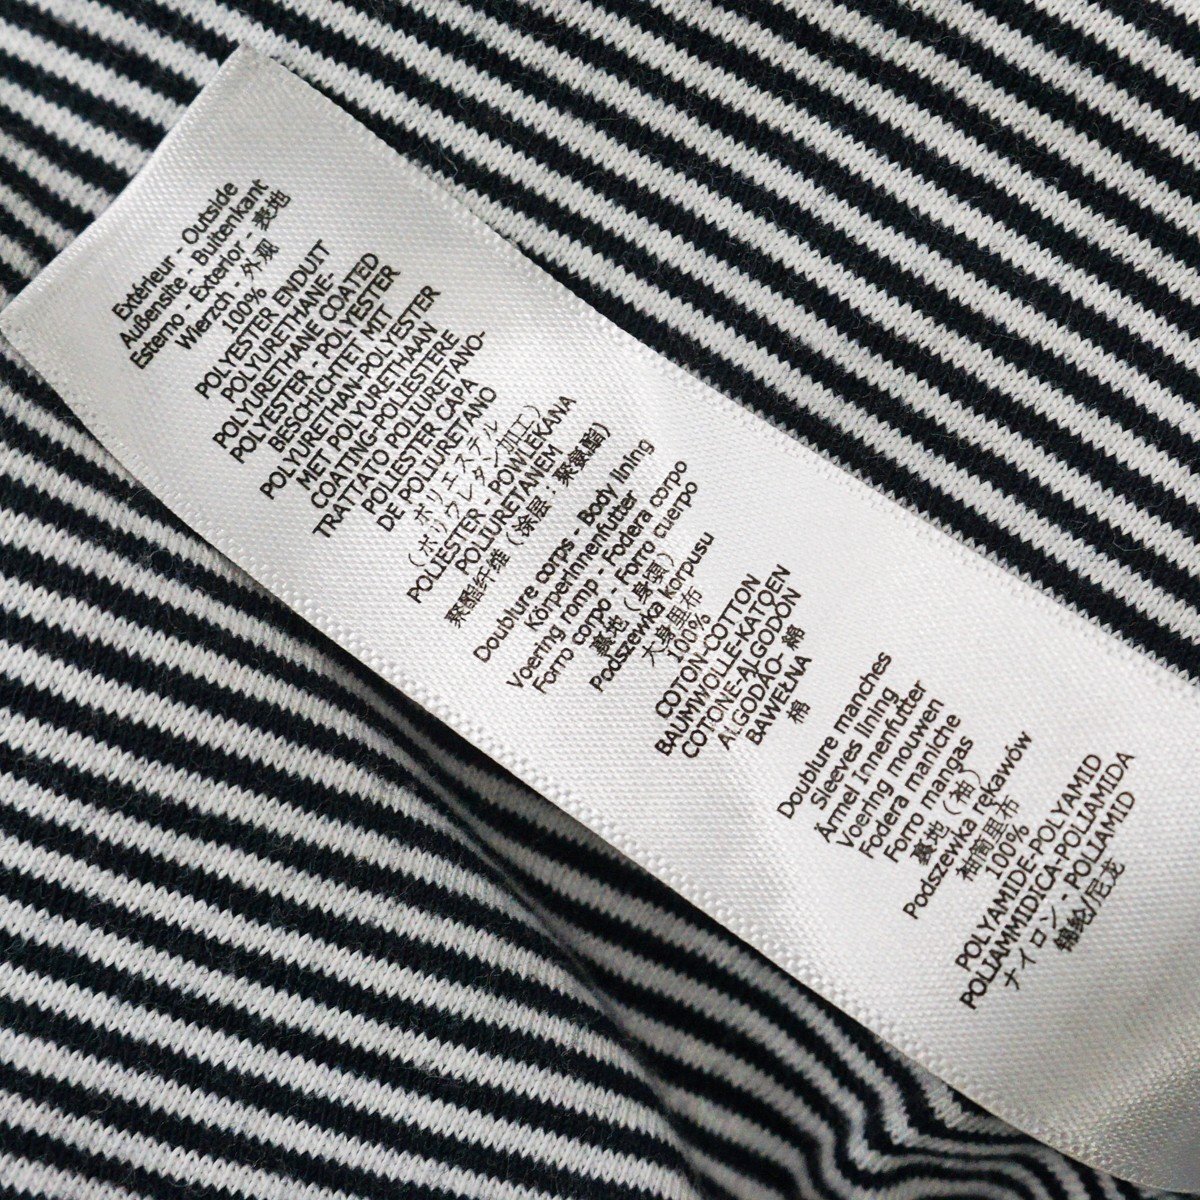 Extérieur - Outside
Außensite - Buitenkant
Esterno - Exterior - 表地
Wierzch - 外观
100%
POLYESTER ENDUIT
POLYURETHANE-
POLYURETHANE COATED
POLYESTER - POLYESTER
BESCHICHTET MIT
POLYURETHAN-POLYESTER
MET POLYURETHAAN
COATING-POLIESTERE
TRATTATO POLIURETANO-
POLIESTER CAPA
DE POLIURETANO
(ポリエステル
(ポリウレタン加工)
POLIESTER - POWLEKANA
POLIURETANEM
聚酯纤维(涂层:聚氨酯)
Doublure corps - Body lining
Körperinnenfutter
Voering romp - Fodera corpo
Forro corpo - Forro cuerpo
裏地(身頃)
Podszewka korpusu
大身里布
100%
COTON-COTTON
BAUMWOLLE-KATOEN
COTONE-ALGODON
ALGODÃO- 綿
BAWEŁNA
棉
Doublure manches
Sleeves lining
Ärmel Innenfutter
Voering mouwen
Fodera maniche
Forro mangas
裏地(袖)
Podszewka rękawów
袖筒里布
100%
POLYAMIDE-POLYAMID
POLIAMMIDICA-POLIAMIDA
ナイロン - POLIAMID
锦纶/尼龙